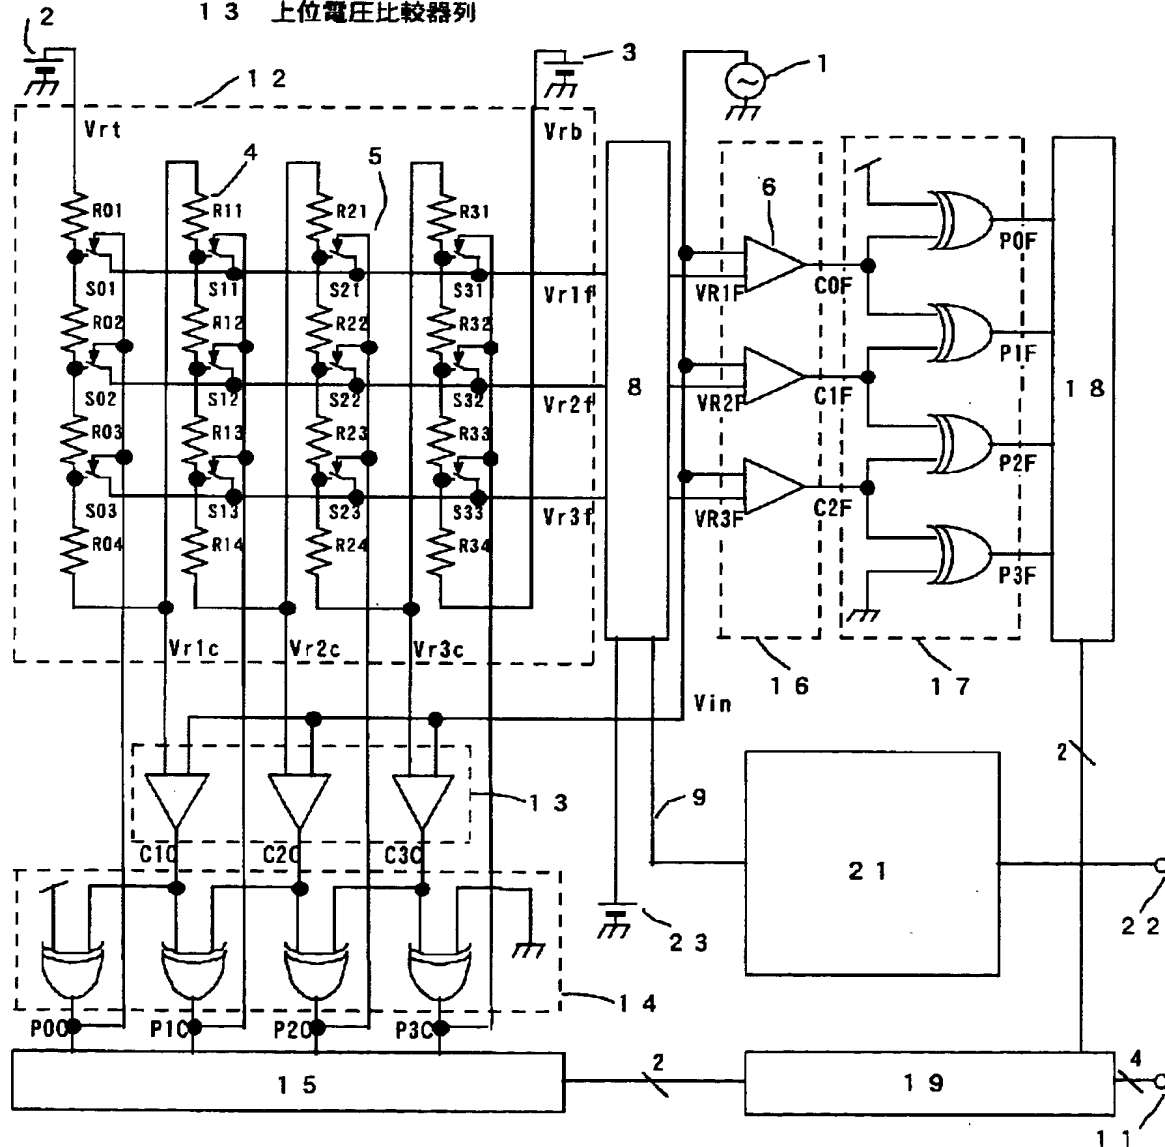 13 上位電圧比較器列
2
3
1
12
Vrt
Vrb
4
5
6
R01 R11 R21 R31
P0F
S01 S11 S21 S31
Vr1f
VR1F
C0F
R02 R12 R22 R32
P1F
S02 S12 S22 S32
Vr2f
8
VR2F
C1F
18
R03 R13 R23 R33
P2F
S03 S13 S23 S33
Vr3f
VR3F
C2F
R04 R14 R24 R34
P3F
Vr1c Vr2c Vr3c
16
17
Vin
2
13
9
C1C C2C C3C
21
22
23
14
P0C P1C P2C P3C
15
2
19
4
11